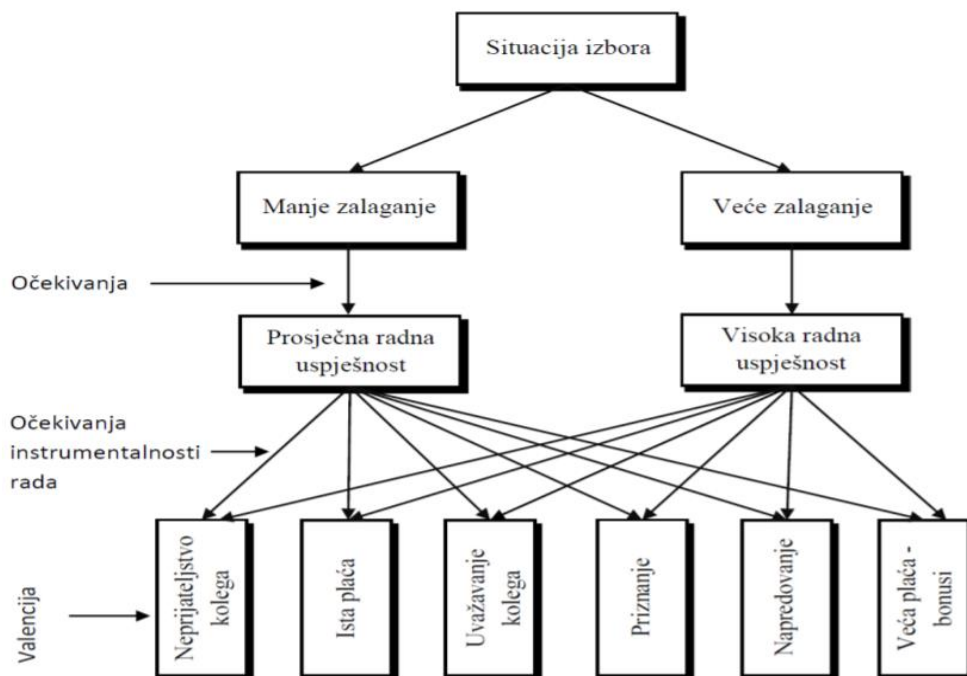 Situacija izbora
Manje zalaganje
Veće zalaganje
Očekivanja
Prosječna radna
uspješnost
Visoka radna
uspješnost
Očekivanja
instrumentalnosti
rada
Valencija
Neprijateljstvo
kolega
Ista plaća
Uvažavanje
kolega
Priznanje
Napredovanje
Veća plaća -
bonusi